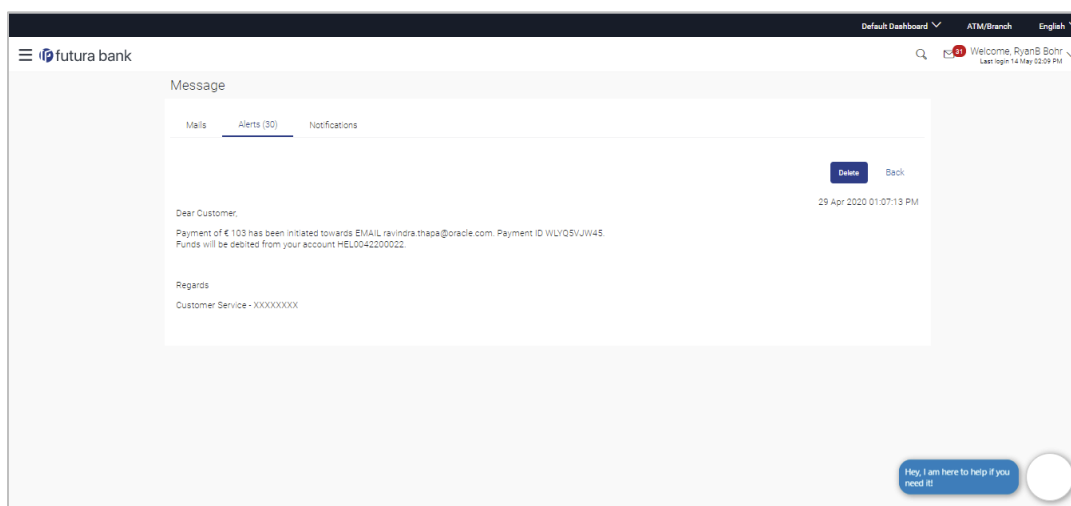 Default Dashboard ATM/Branch English
futura bank
31 Welcome, RyanB Bohr
Last login 14 May 02:09 PM
Message
Mails Alerts (30) Notifications
Delete Back
29 Apr 2020 01:07:13 PM
Dear Customer,
Payment of € 103 has been initiated towards EMAIL ravindra.thapa@oracle.com. Payment ID WLYQ5VJW45.
Funds will be debited from your account HEL0042200022.
Regards
Customer Service - XXXXXXXX
Hey, I am here to help if you
need it!